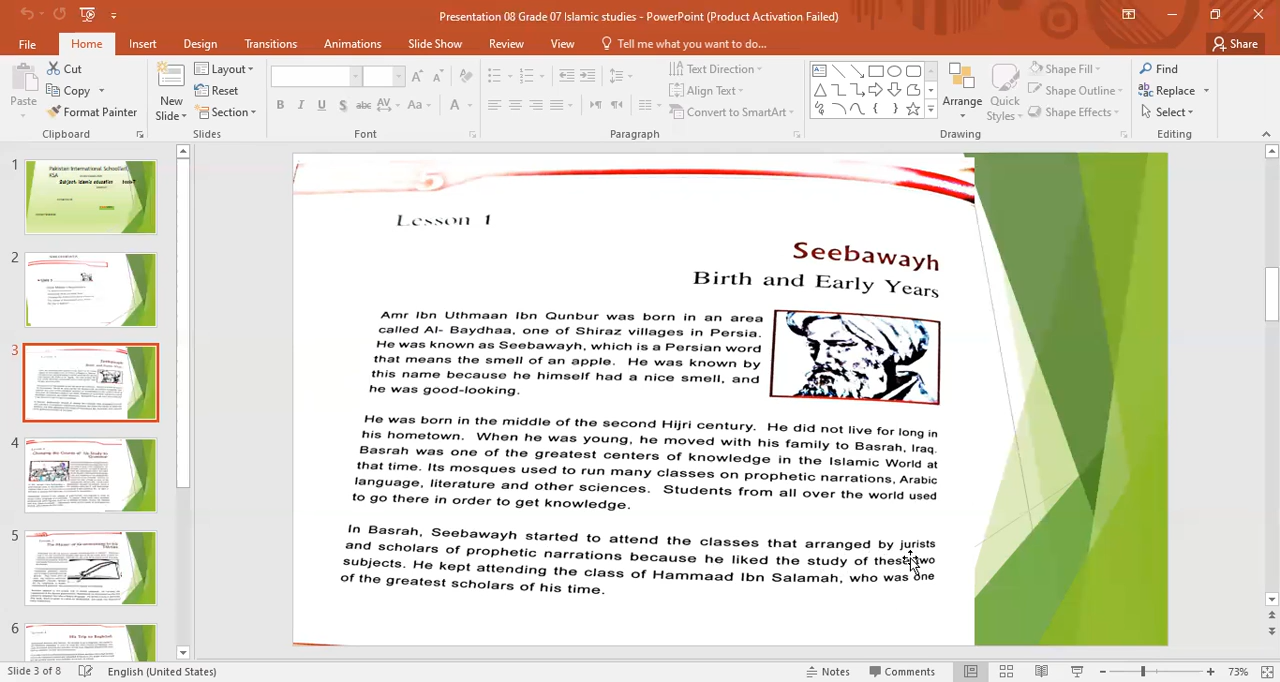 Presentation 08 Grade 07 Islamic studies - PowerPoint (Product Activation Failed)
File Home Insert Design Transitions Animations Slide Show Review View Tell me what you want to do... Share
Paste
Cut
Copy
Format Painter
Clipboard
New
Slide
Layout
Reset
Section
Slides
B I U S abc AV Aa A
Font
Text Direction
Align Text
Convert to SmartArt
Paragraph
Arrange
Quick
Styles
Shape Fill
Shape Outline
Shape Effects
Drawing
Find
Replace
Select
Editing
1
2
3
4
5
6
Lesson 1
Seebawayh
Birth and Early Years
Amr Ibn Uthmaan Ibn Qunbur was born in an area
called Al- Baydhaa, one of Shiraz villages in Persia.
He was known as Seebawayh, which is a Persian word
that means the smell of an apple. He was known by
this name because he himself had a nice smell, and
he was good-looking.
He was born in the middle of the second Hijri century. He did not live for long in
his hometown. When he was young, he moved with his family to Basrah, Iraq.
Basrah was one of the greatest centers of knowledge in the Islamic World at
that time. Its mosques used to run many classes on prophetic narrations, Arabic
language, literature and other sciences. Students from all over the world used
to go there in order to get knowledge.
In Basrah, Seebawayh started to attend the classes that arranged by jurists
and scholars of prophetic narrations because he liked the study of these two
subjects. He kept attending the class of Hammaad Ibn Salamah, who was one
of the greatest scholars of his time.
Slide 3 of 8 English (United States) Notes Comments 73%